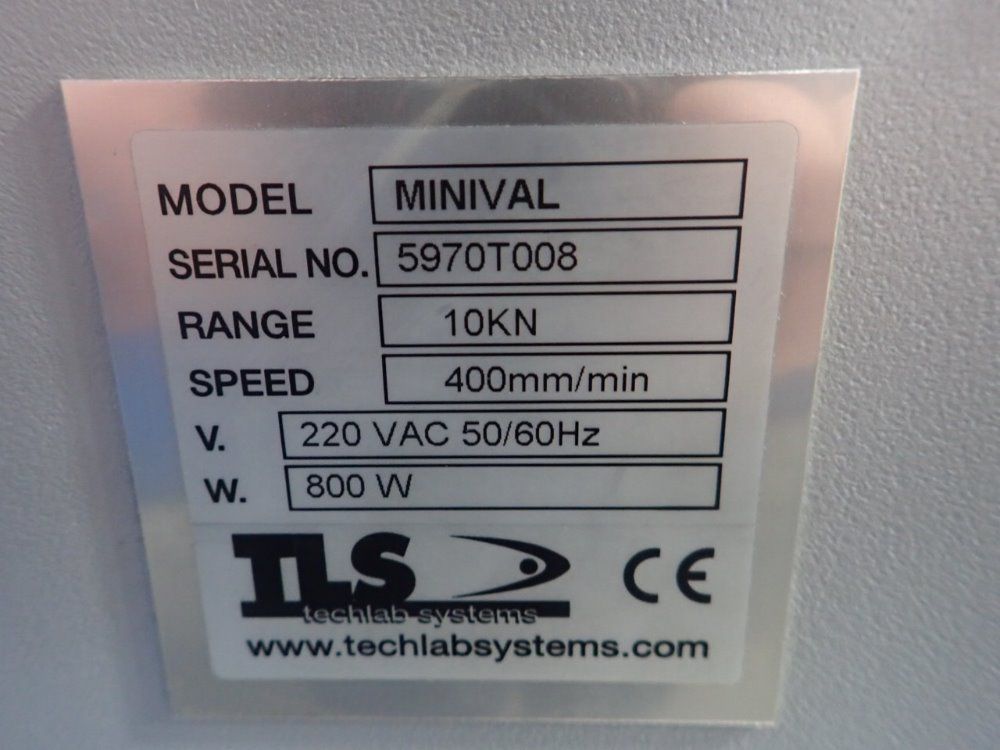 MODEL MINIVAL
SERIAL NO. 5970T008
RANGE 10KN
SPEED 400mm/min
V. 220 VAC 50/60Hz
W. 800 W
TLS CE
techlab systems
www.techlabsystems.com